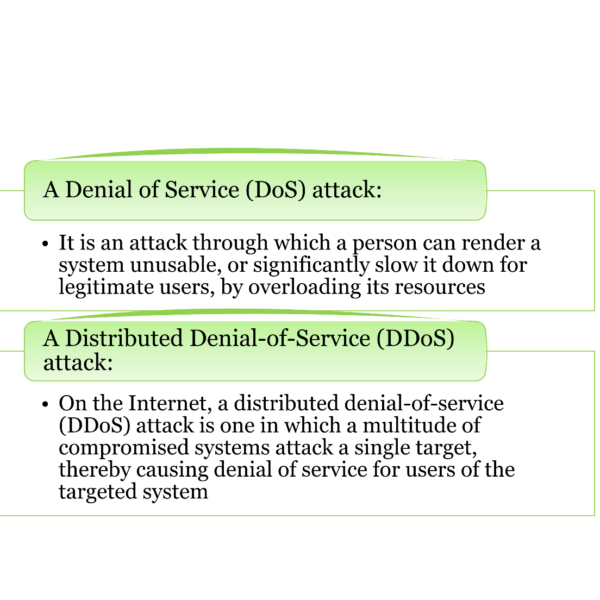 A Denial of Service (DoS) attack:
• It is an attack through which a person can render a
system unusable, or significantly slow it down for
legitimate users, by overloading its resources
A Distributed Denial-of-Service (DDoS)
attack:
• On the Internet, a distributed denial-of-service
(DDoS) attack is one in which a multitude of
compromised systems attack a single target,
thereby causing denial of service for users of the
targeted system